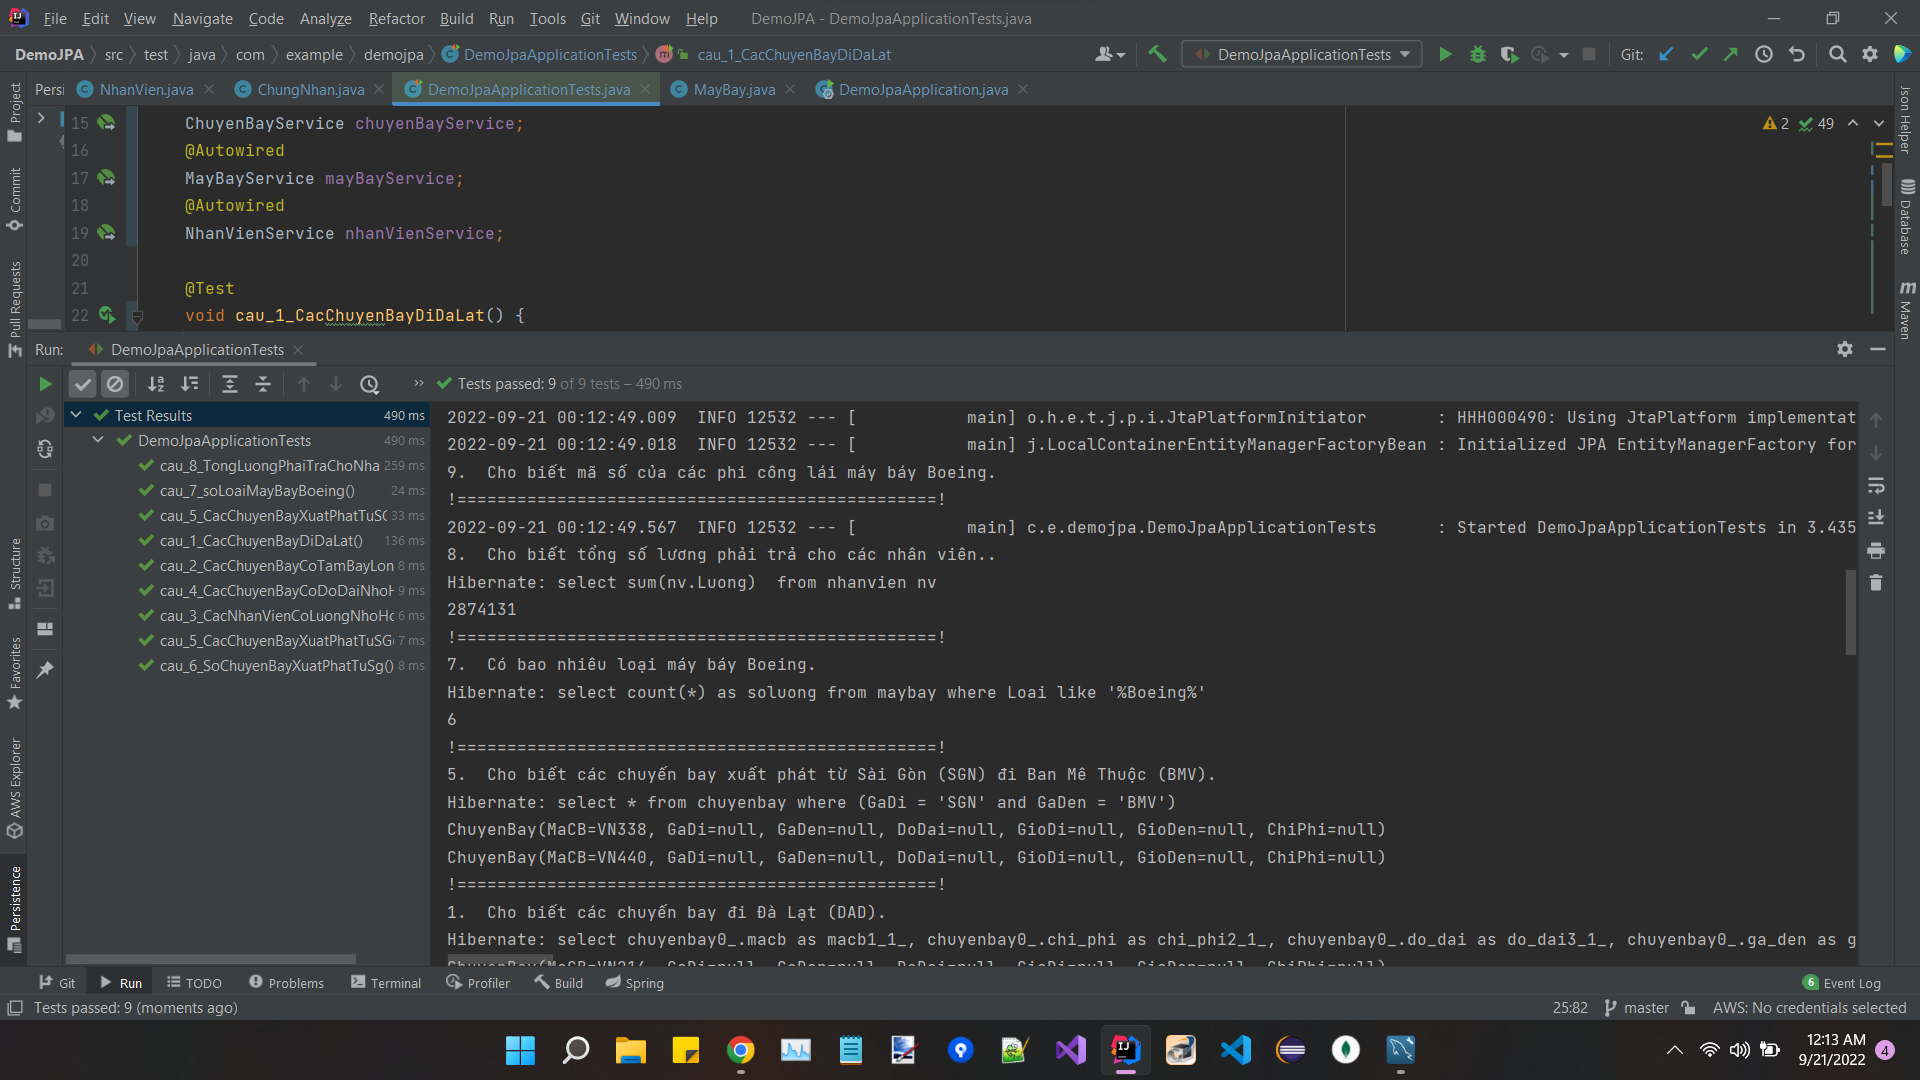 File Edit View Navigate Code Analyze Refactor Build Run Tools Git Window Help DemoJPA - DemoJpaApplicationTests.java
DemoJPA src test java com example demojpa DemoJpaApplicationTests cau_1_CacChuyenBayDiDaLat DemoJpaApplicationTests Git:
Persi NhanVien.java ChungNhan.java DemoJpaApplicationTests.java MayBay.java DemoJpaApplication.java
15 ChuyenBayService chuyenBayService; 2 49
16 @Autowired
17 MayBayService mayBayService;
18 @Autowired
19 NhanVienService nhanVienService;
20
21 @Test
22 void cau_1_CacChuyenBayDiDaLat() {
Project
Commit
Pull Requests
Structure
Favorites
AWS Explorer
Persistence
Json Helper
Database
Maven
Run: DemoJpaApplicationTests
Tests passed: 9 of 9 tests – 490 ms
Test Results 490 ms
DemoJpaApplicationTests 490 ms
cau_8_TongLuongPhaiTraChoNha 259 ms
cau_7_soLoaiMayBayBoeing() 24 ms
cau_5_CacChuyenBayXuatPhatTuSG 33 ms
cau_1_CacChuyenBayDiDaLat() 136 ms
cau_2_CacChuyenBayCoTamBayLon 8 ms
cau_4_CacChuyenBayCoDoDaiNhoH 9 ms
cau_3_CacNhanVienCoLuongNhoHo 6 ms
cau_5_CacChuyenBayXuatPhatTuSG 7 ms
cau_6_SoChuyenBayXuatPhatTuSg() 8 ms
2022-09-21 00:12:49.009 INFO 12532 --- [ main] o.h.e.t.j.p.i.JtaPlatformInitiator : HHH000490: Using JtaPlatform implementat
2022-09-21 00:12:49.018 INFO 12532 --- [ main] j.LocalContainerEntityManagerFactoryBean : Initialized JPA EntityManagerFactory for
9. Cho biết mã số của các phi công lái máy báy Boeing.
!================================================!
2022-09-21 00:12:49.567 INFO 12532 --- [ main] c.e.demojpa.DemoJpaApplicationTests : Started DemoJpaApplicationTests in 3.435
8. Cho biết tổng số lương phải trả cho các nhân viên..
Hibernate: select sum(nv.Luong) from nhanvien nv
2874131
!================================================!
7. Có bao nhiêu loại máy báy Boeing.
Hibernate: select count(*) as soluong from maybay where Loai like '%Boeing%'
6
!================================================!
5. Cho biết các chuyến bay xuất phát từ Sài Gòn (SGN) đi Ban Mê Thuộc (BMV).
Hibernate: select * from chuyenbay where (GaDi = 'SGN' and GaDen = 'BMV')
ChuyenBay(MaCB=VN338, GaDi=null, GaDen=null, DoDai=null, GioDi=null, GioDen=null, ChiPhi=null)
ChuyenBay(MaCB=VN440, GaDi=null, GaDen=null, DoDai=null, GioDi=null, GioDen=null, ChiPhi=null)
!================================================!
1. Cho biết các chuyến bay đi Đà Lạt (DAD).
Hibernate: select chuyenbay0_.macb as macb1_1_, chuyenbay0_.chi_phi as chi_phi2_1_, chuyenbay0_.do_dai as do_dai3_1_, chuyenbay0_.ga_den as g
Git Run TODO Problems Terminal Profiler Build Spring 6 Event Log
Tests passed: 9 (moments ago) 25:82 master AWS: No credentials selected
12:13 AM
9/21/2022 4